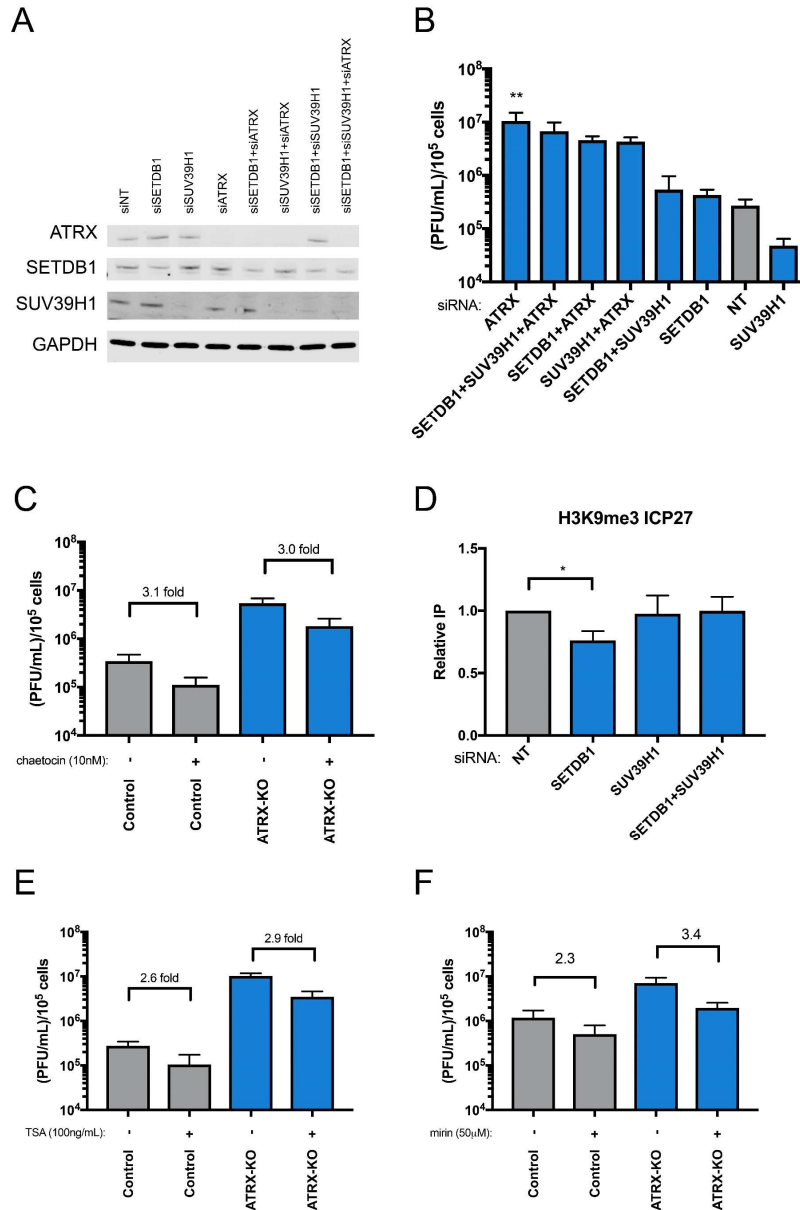 A
siNT
siSETDB1
siSUV39H1
siATRX
siSETDB1+siATRX
siSUV39H1+siATRX
siSETDB1+siSUV39H1
siSETDB1+siSUV39H1+siATRX
ATRX
SETDB1
SUV39H1
GAPDH
B
(PFU/mL)/10⁵ cells
10⁸
10⁷
10⁶
10⁵
10⁴
**
siRNA:
ATRX
SETDB1+SUV39H1+ATRX
SETDB1+ATRX
SUV39H1+ATRX
SETDB1+SUV39H1
SETDB1
NT
SUV39H1
C
(PFU/mL)/10⁵ cells
10⁸
10⁷
10⁶
10⁵
10⁴
3.1 fold
3.0 fold
chaetocin (10nM): - + - +
Control
Control
ATRX-KO
ATRX-KO
D
H3K9me3 ICP27
Relative IP
1.5
1.0
0.5
0.0
*
siRNA:
NT
SETDB1
SUV39H1
SETDB1+SUV39H1
E
(PFU/mL)/10⁵ cells
10⁸
10⁷
10⁶
10⁵
10⁴
2.6 fold
2.9 fold
TSA (100ng/mL): - + - +
Control
Control
ATRX-KO
ATRX-KO
F
(PFU/mL)/10⁵ cells
10⁸
10⁷
10⁶
10⁵
10⁴
2.3
3.4
mirin (50µM): - + - +
Control
Control
ATRX-KO
ATRX-KO